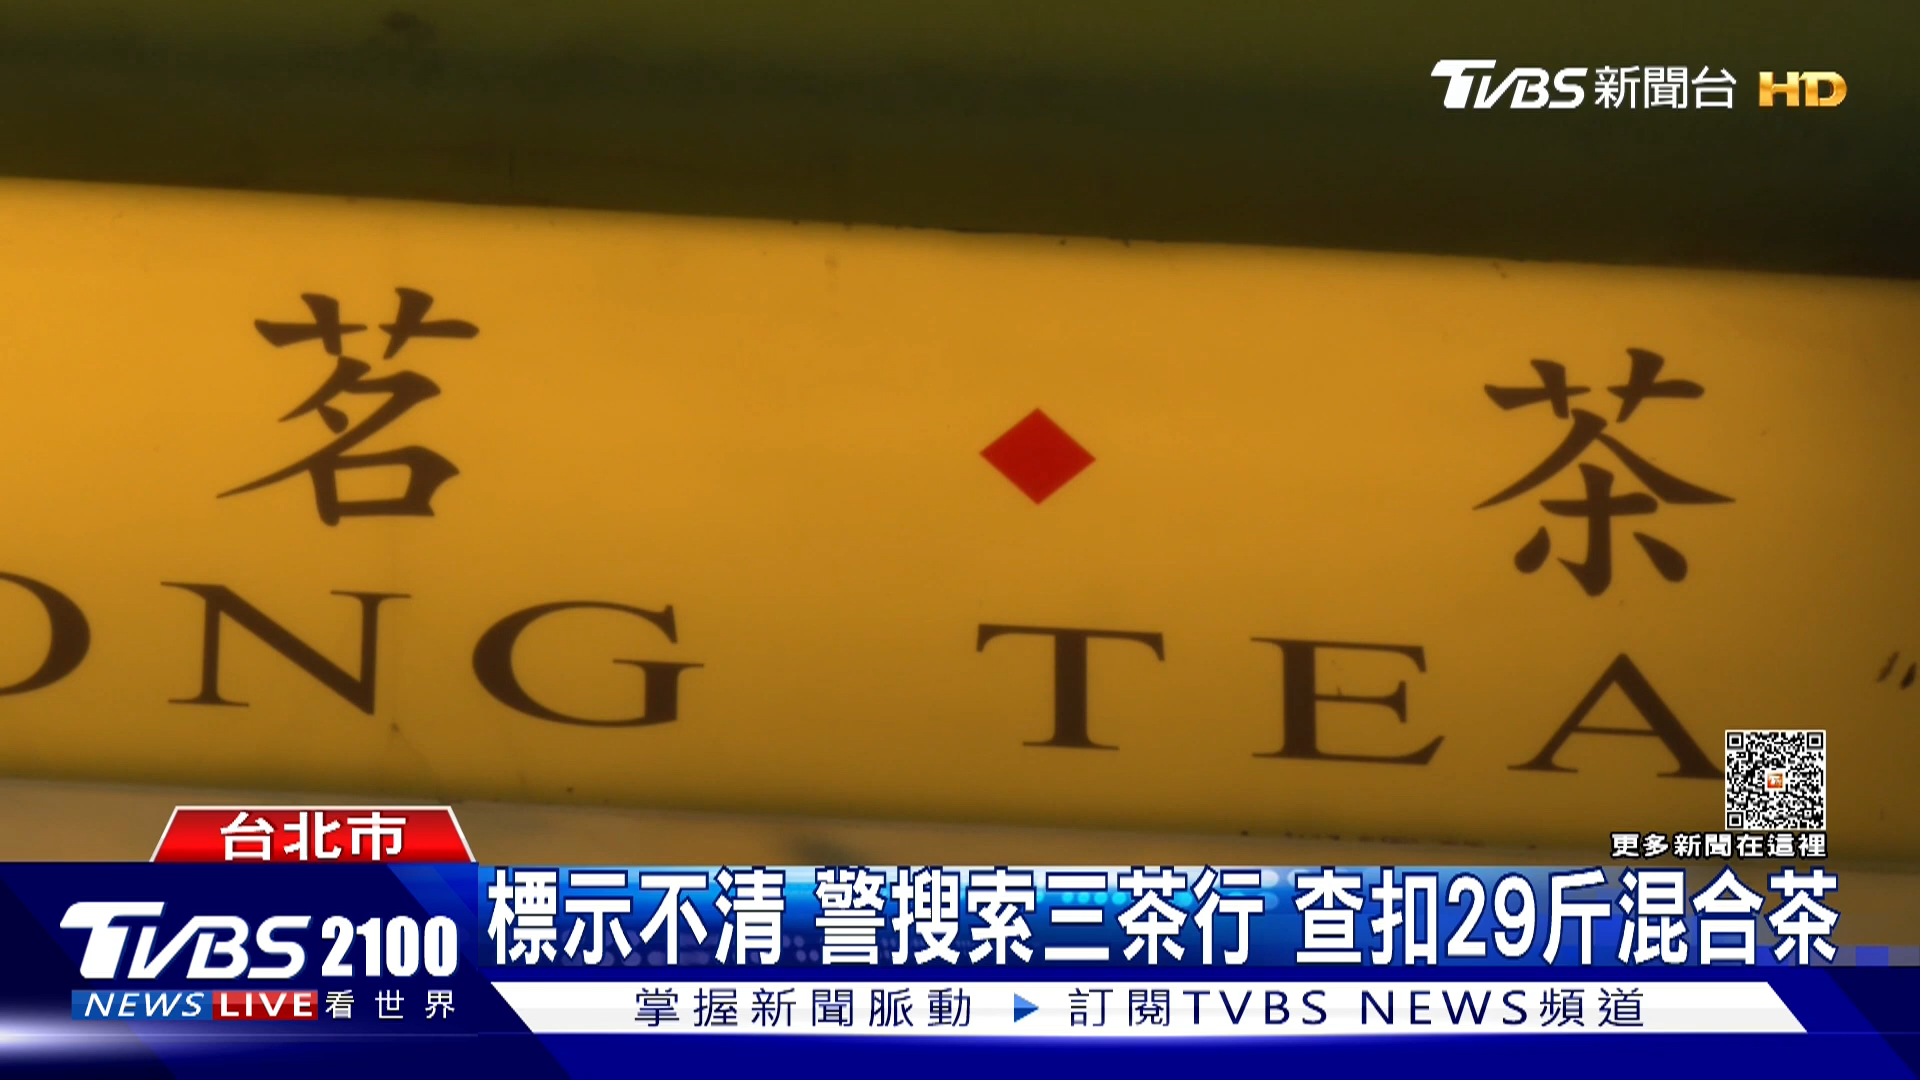 TVBS新聞台 HD
茗 茶
ONG TEA
更多新聞在這裡
台北市
標示不清 警搜索三茶行 查扣29斤混合茶
TVBS 2100
NEWS LIVE 看世界
掌握新聞脈動 ▶ 訂閱TVBS NEWS頻道